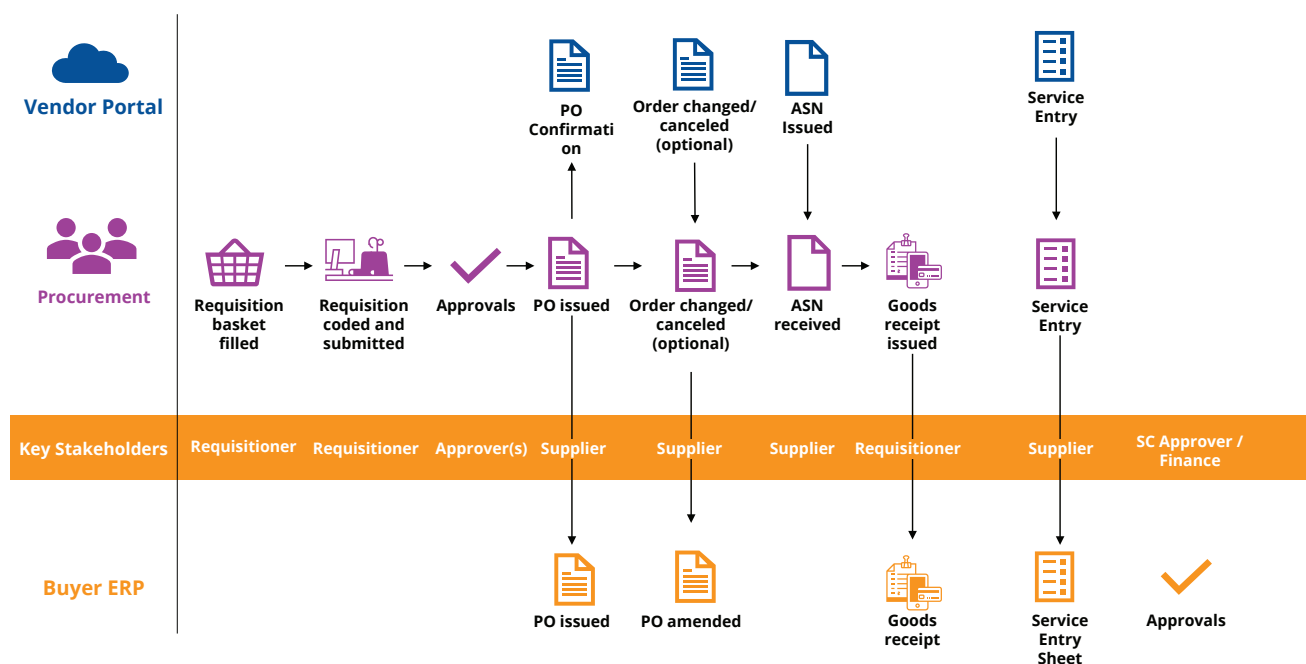 Vendor Portal
PO
Confirmati
on
Order changed/
canceled
(optional)
ASN
Issued
Service
Entry
Procurement
Requisition
basket
filled
Requisition
coded and
submitted
Approvals
PO issued
Order changed/
canceled
(optional)
ASN
received
Goods
receipt
issued
Service
Entry
Key Stakeholders
Requisitioner
Requisitioner
Approver(s)
Supplier
Supplier
Supplier
Requisitioner
Supplier
SC Approver /
Finance
Buyer ERP
PO issued
PO amended
Goods
receipt
Service
Entry
Sheet
Approvals